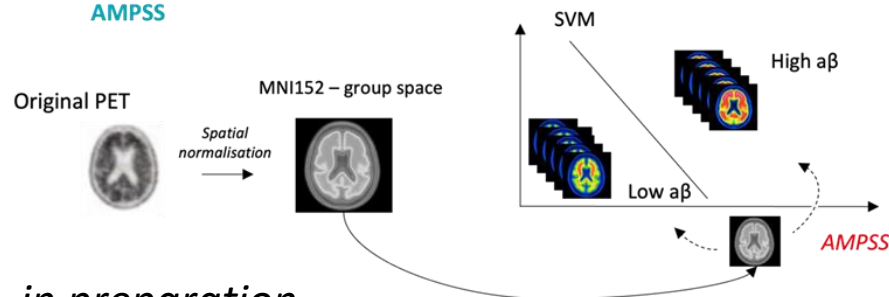 AMPSS
SVM
High aβ
MNI152 – group space
Original PET
Spatial
normalisation
Low aβ
AMPSS
in preparation